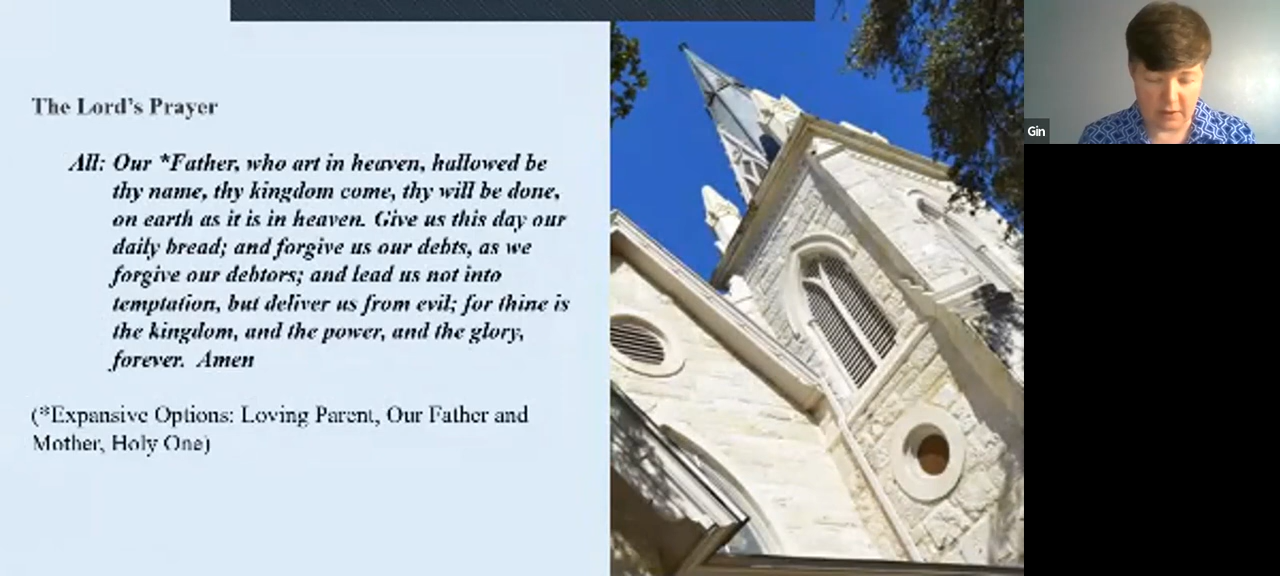 The Lord's Prayer
All: Our *Father, who art in heaven, hallowed be
thy name, thy kingdom come, thy will be done,
on earth as it is in heaven. Give us this day our
daily bread; and forgive us our debts, as we
forgive our debtors; and lead us not into
temptation, but deliver us from evil; for thine is
the kingdom, and the power, and the glory,
forever. Amen
(*Expansive Options: Loving Parent, Our Father and
Mother, Holy One)
Gin